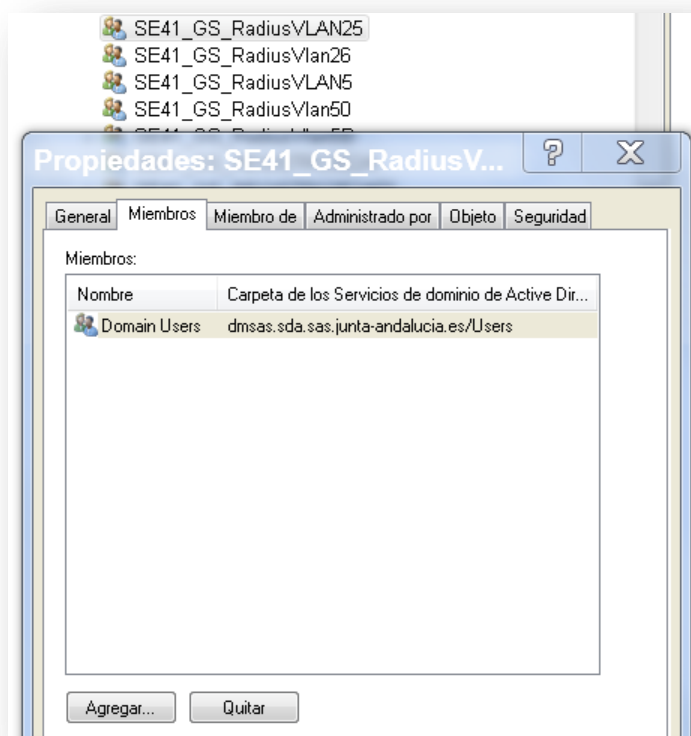 SE41_GS_RadiusVLAN25
SE41_GS_RadiusVlan26
SE41_GS_RadiusVLAN5
SE41_GS_RadiusVlan50
Propiedades: SE41_GS_RadiusV...
General Miembros Miembro de Administrado por Objeto Seguridad
Miembros:
Nombre Carpeta de los Servicios de dominio de Active Dir...
Domain Users dmsas.sda.sas.junta-andalucia.es/Users
Agregar... Quitar